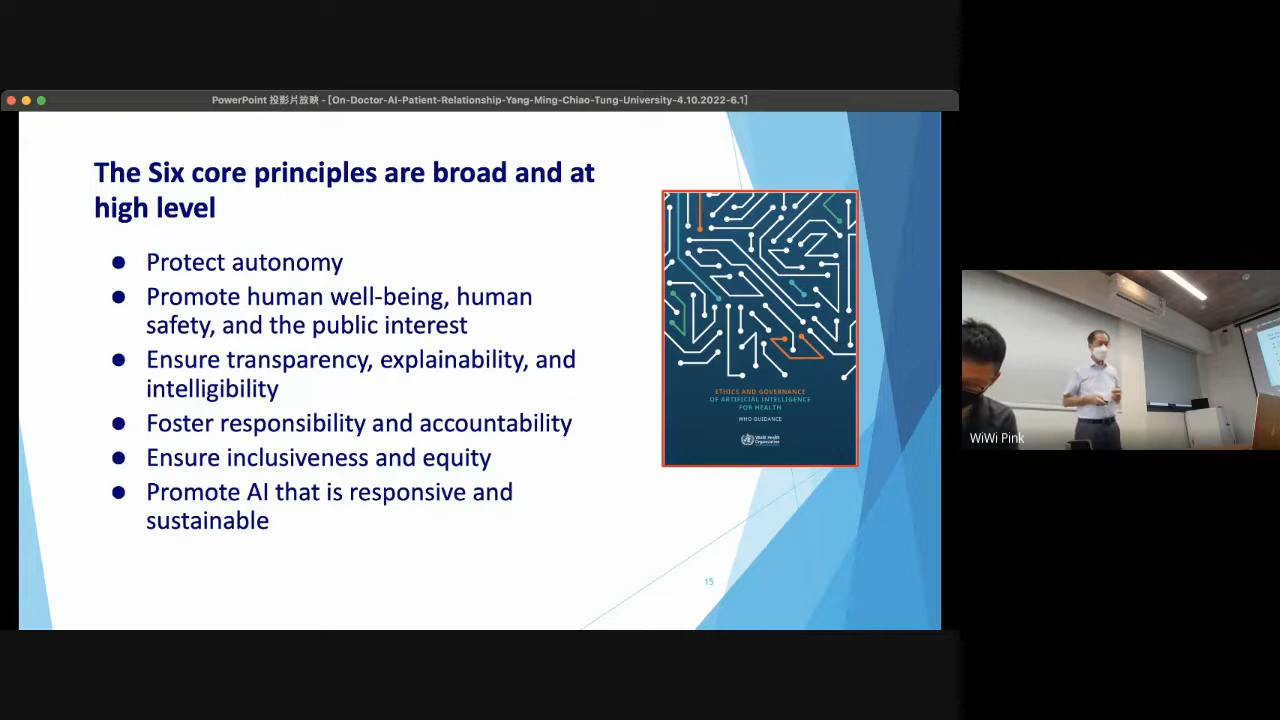 PowerPoint 投影片放映 - [On-Doctor-AI-Patient-Relationship-Yang-Ming-Chiao-Tung-University-4.10.2022-6.1]
The Six core principles are broad and at
high level
● Protect autonomy
● Promote human well-being, human
safety, and the public interest
● Ensure transparency, explainability, and
intelligibility
● Foster responsibility and accountability
● Ensure inclusiveness and equity
● Promote AI that is responsive and
sustainable
ETHICS AND GOVERNANCE
OF ARTIFICIAL INTELLIGENCE
FOR HEALTH
WHO GUIDANCE
World Health
Organization
15
WiWi Pink